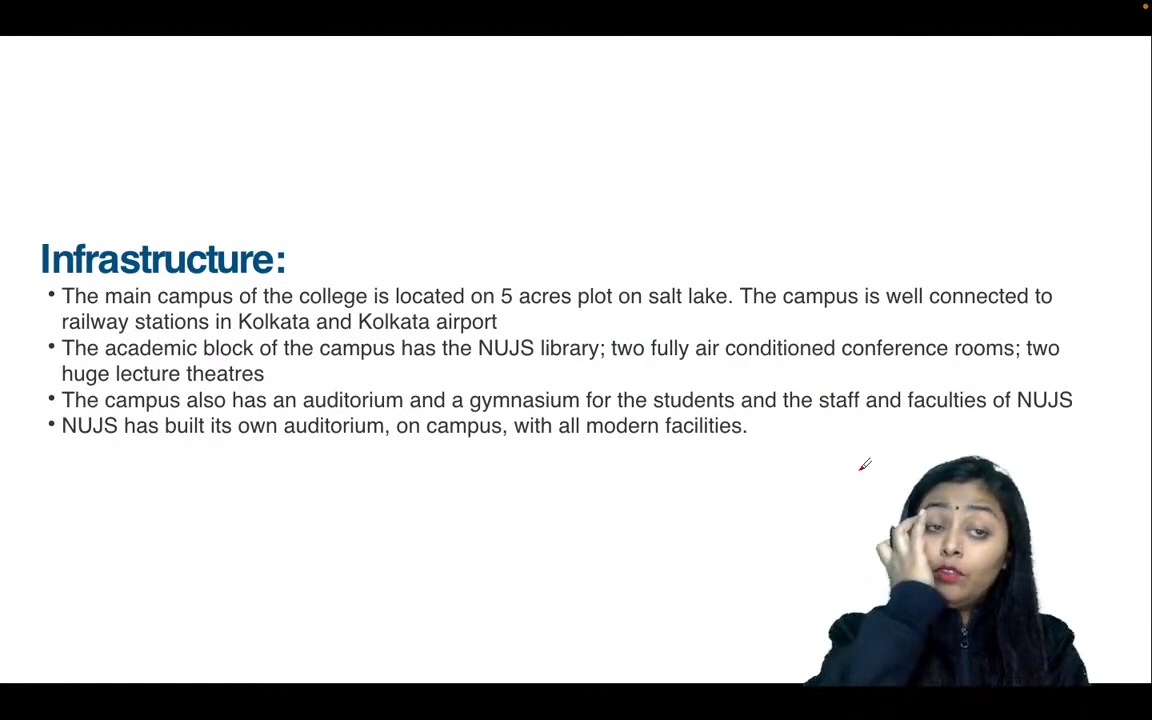 Infrastructure:
• The main campus of the college is located on 5 acres plot on salt lake. The campus is well connected to
railway stations in Kolkata and Kolkata airport
• The academic block of the campus has the NUJS library; two fully air conditioned conference rooms; two
huge lecture theatres
• The campus also has an auditorium and a gymnasium for the students and the staff and faculties of NUJS
• NUJS has built its own auditorium, on campus, with all modern facilities.